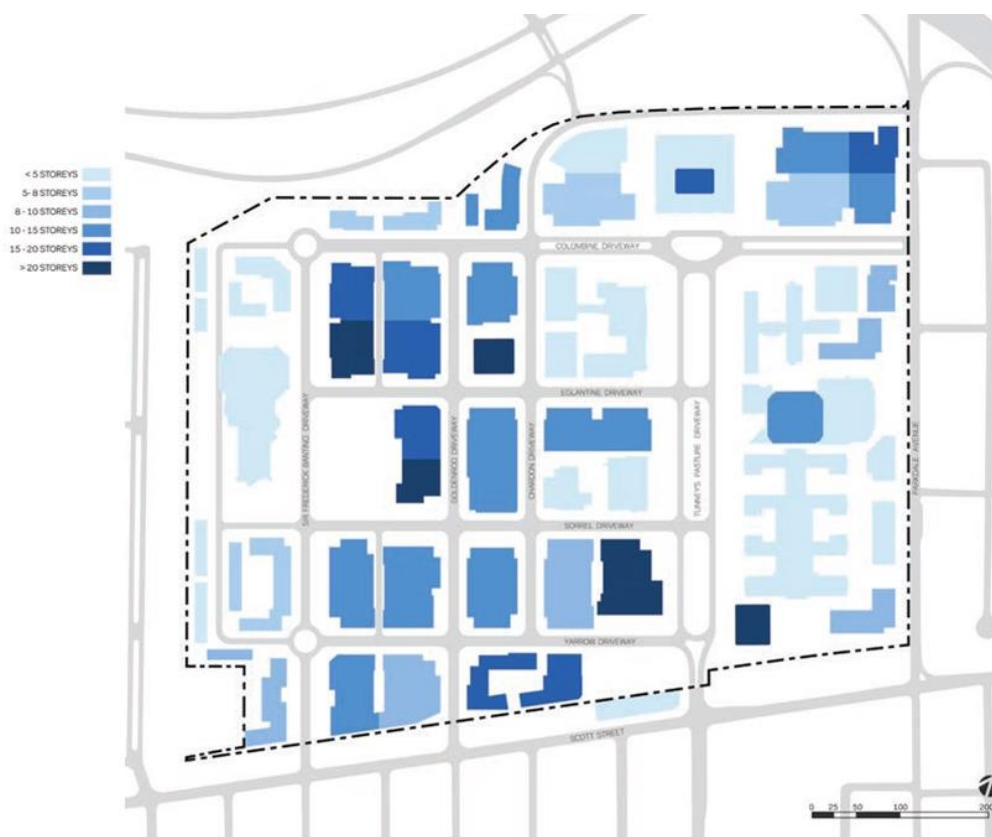 < 5 STOREYS
5- 8 STOREYS
8 - 10 STOREYS
10 - 15 STOREYS
15 - 20 STOREYS
> 20 STOREYS
COLOMBINE DRIVEWAY
EGLANTINE DRIVEWAY
SIR FREDERICK BANTING DRIVEWAY
GOLDENROD DRIVEWAY
CHARDON DRIVEWAY
TUNNEY'S PASTURE DRIVEWAY
PARKDALE AVENUE
SORREL DRIVEWAY
YARROW DRIVEWAY
SCOTT STREET
0 25 50 100 200